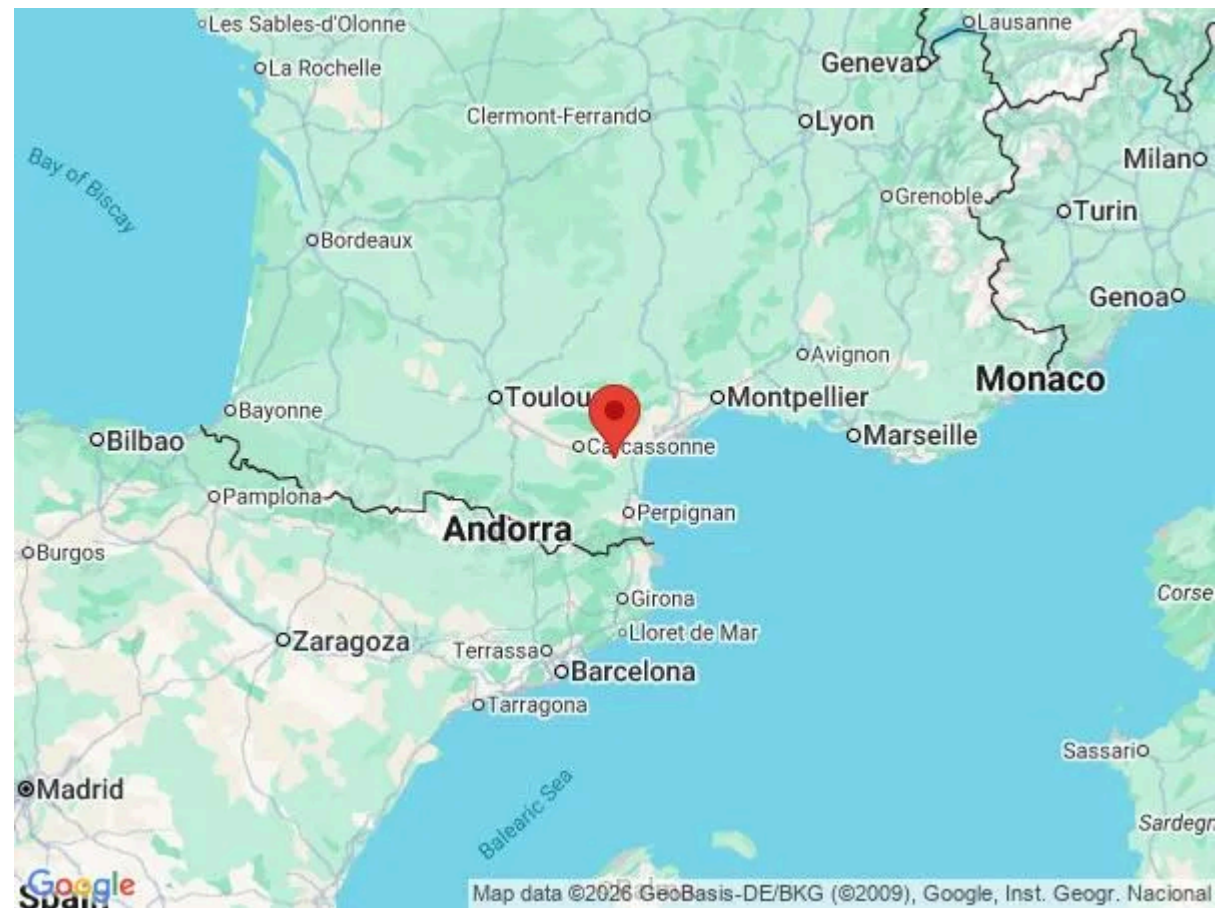 Les Sables-d'Olonne
Lausanne
La Rochelle
Geneva
Clermont-Ferrand
Lyon
Bay of Biscay
Milan
Grenoble
Turin
Bordeaux
Genoa
Avignon
Monaco
Toulou
Montpellier
Bayonne
Bilbao
Carcassonne
Marseille
Pamplona
Perpignan
Andorra
Burgos
Corse
Girona
Lloret de Mar
Zaragoza
Terrassa
Barcelona
Tarragona
Sassari
Madrid
Balearic Sea
Sardegn
Google
Spain
Map data ©2026 GeoBasis-DE/BKG (©2009), Google, Inst. Geogr. Nacional